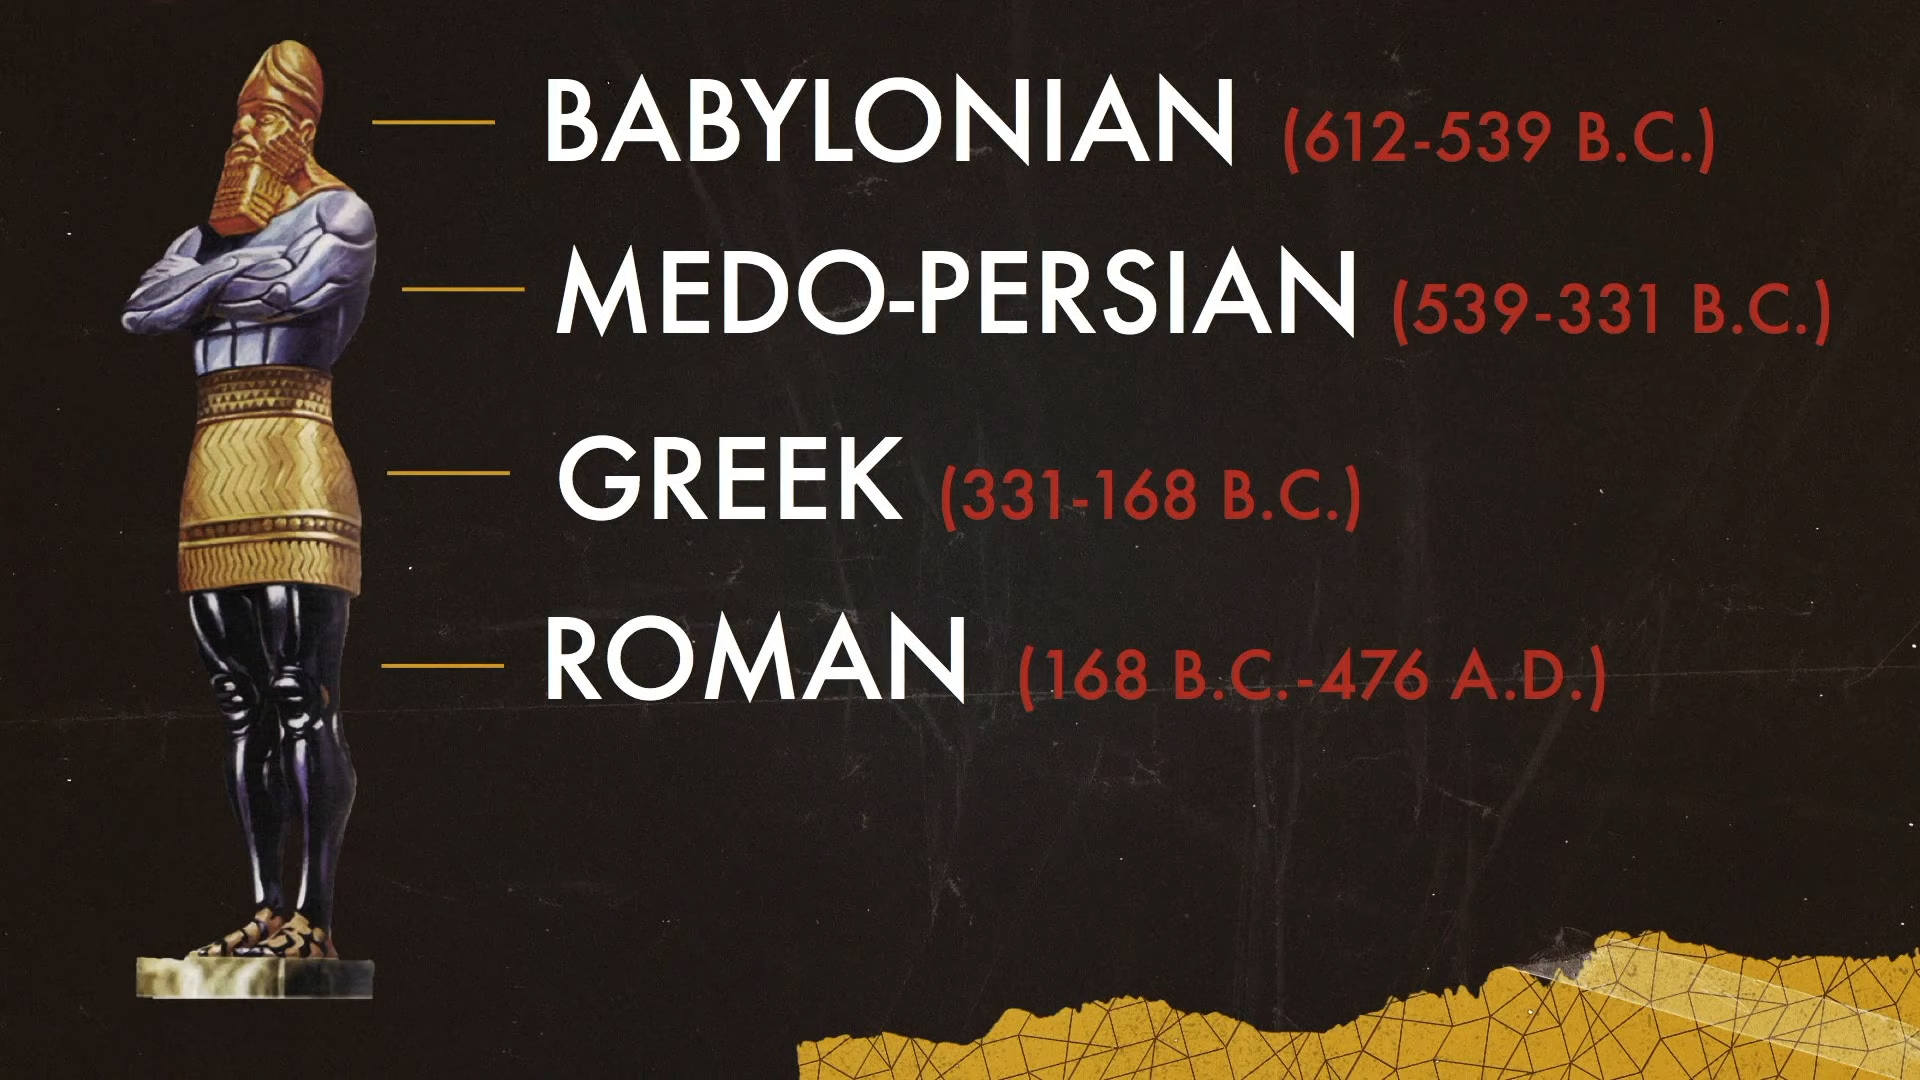 BABYLONIAN (612-539 B.C.)
MEDO-PERSIAN (539-331 B.C.)
GREEK (331-168 B.C.)
ROMAN (168 B.C.-476 A.D.)